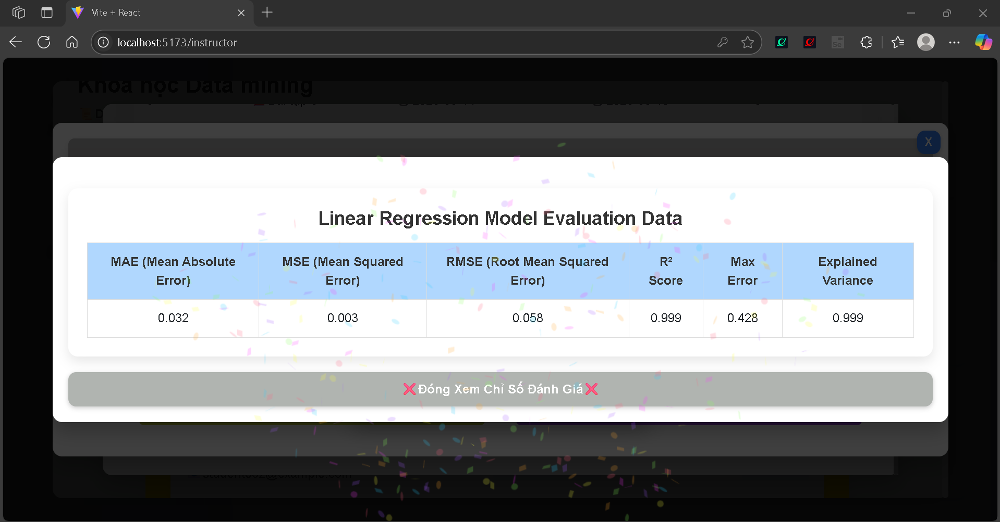 Vite + React
localhost:5173/instructor
Khóa học Data mining
X
Linear Regression Model Evaluation Data
MAE (Mean Absolute Error)
MSE (Mean Squared Error)
RMSE (Root Mean Squared Error)
R² Score
Max Error
Explained Variance
0.032
0.003
0.058
0.999
0.428
0.999
❌Đóng Xem Chỉ Số Đánh Giá❌